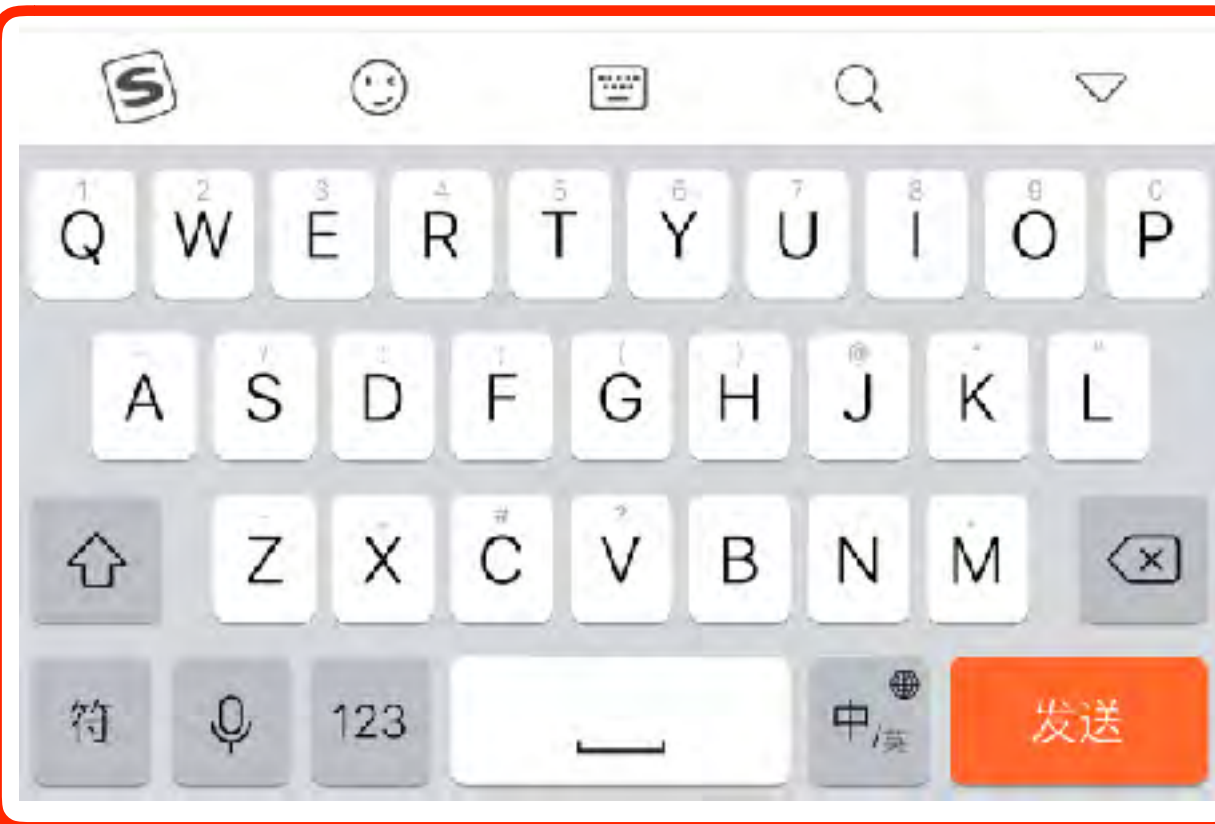 S
1 2 3 4 5 6 7 8 9 0
Q W E R T Y U I O P
( ) @
A S D F G H J K L
# ?
Z X C V B N M
符 123 中/英 发送